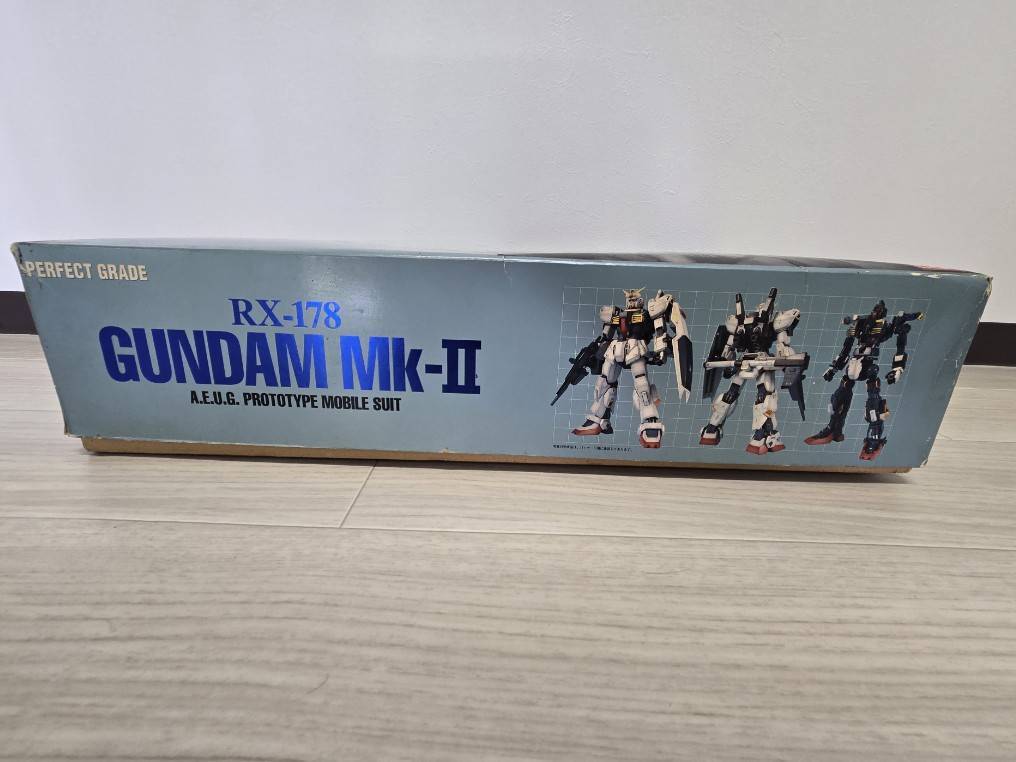 PERFECT GRADE
RX-178
GUNDAM Mk-II
A.E.U.G. PROTOTYPE MOBILE SUIT